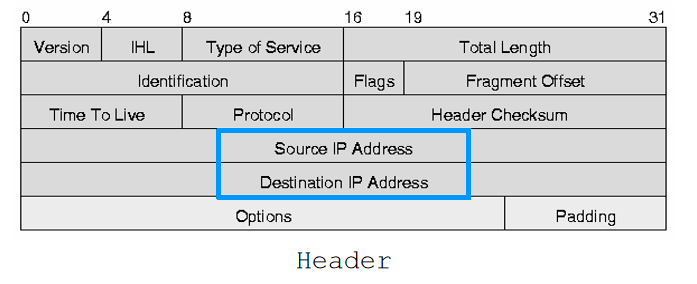 0 4 8 16 19 31
Version IHL Type of Service Total Length
Identification Flags Fragment Offset
Time To Live Protocol Header Checksum
Source IP Address
Destination IP Address
Options Padding
Header